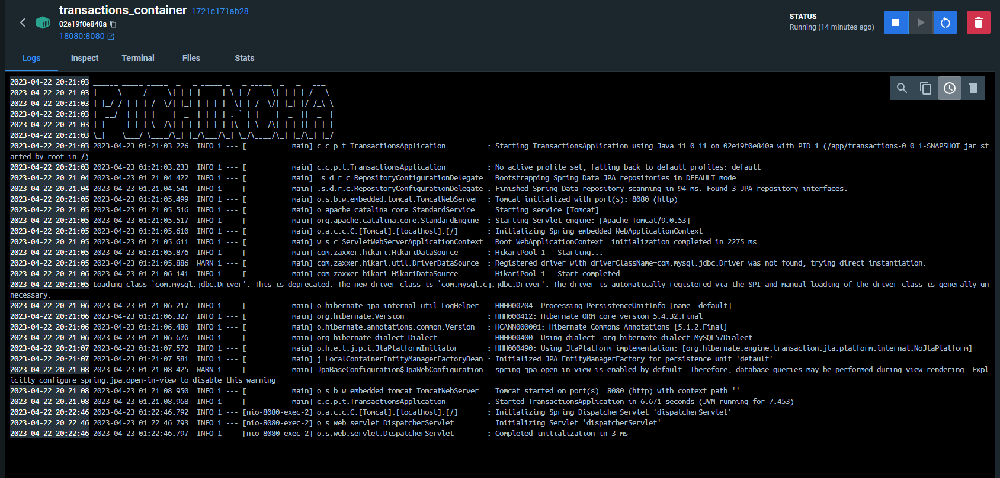 transactions_container 1721c171ab28
02e19f0e840a
18080:8080
STATUS
Running (14 minutes ago)
Logs Inspect Terminal Files Stats
2023-04-22 20:21:03 ______ _____ _____  _   _ _____ _   _ _____  _   _   ___
2023-04-22 20:21:03 | ___ \_   _/  __ \| | | |_   _| \ | /  __ \| | | | / _ \
2023-04-22 20:21:03 | |_/ / | | | /  \/| |_| | | | |  \| | /  \/| |_| |/ /_\ \
2023-04-22 20:21:03 |  __/  | | | |    |  _  | | | | . ` | |    |  _  ||  _  |
2023-04-22 20:21:03 | |    _| |_| \__/\| | | |_| |_| |\  | \__/\| | | || | | |
2023-04-22 20:21:03 \_|    \___/ \____/\_| |_/\___/\_| \_/\____/\_| |_/\_| |_/
2023-04-22 20:21:03 2023-04-23 01:21:03.226  INFO 1 --- [           main] c.c.p.t.TransactionsApplication          : Starting TransactionsApplication using Java 11.0.11 on 02e19f0e840a with PID 1 (/app/transactions-0.0.1-SNAPSHOT.jar st
arted by root in /)
2023-04-22 20:21:03 2023-04-23 01:21:03.233  INFO 1 --- [           main] c.c.p.t.TransactionsApplication          : No active profile set, falling back to default profiles: default
2023-04-22 20:21:04 2023-04-23 01:21:04.422  INFO 1 --- [           main] .s.d.r.c.RepositoryConfigurationDelegate : Bootstrapping Spring Data JPA repositories in DEFAULT mode.
2023-04-22 20:21:04 2023-04-23 01:21:04.541  INFO 1 --- [           main] .s.d.r.c.RepositoryConfigurationDelegate : Finished Spring Data repository scanning in 94 ms. Found 3 JPA repository interfaces.
2023-04-22 20:21:05 2023-04-23 01:21:05.499  INFO 1 --- [           main] o.s.b.w.embedded.tomcat.TomcatWebServer  : Tomcat initialized with port(s): 8080 (http)
2023-04-22 20:21:05 2023-04-23 01:21:05.516  INFO 1 --- [           main] o.apache.catalina.core.StandardService   : Starting service [Tomcat]
2023-04-22 20:21:05 2023-04-23 01:21:05.517  INFO 1 --- [           main] org.apache.catalina.core.StandardEngine  : Starting Servlet engine: [Apache Tomcat/9.0.53]
2023-04-22 20:21:05 2023-04-23 01:21:05.610  INFO 1 --- [           main] o.a.c.c.C.[Tomcat].[localhost].[/]       : Initializing Spring embedded WebApplicationContext
2023-04-22 20:21:05 2023-04-23 01:21:05.611  INFO 1 --- [           main] w.s.c.ServletWebServerApplicationContext : Root WebApplicationContext: initialization completed in 2275 ms
2023-04-22 20:21:05 2023-04-23 01:21:05.876  INFO 1 --- [           main] com.zaxxer.hikari.HikariDataSource       : HikariPool-1 - Starting...
2023-04-22 20:21:05 2023-04-23 01:21:05.886  WARN 1 --- [           main] com.zaxxer.hikari.util.DriverDataSource  : Registered driver with driverClassName=com.mysql.jdbc.Driver was not found, trying direct instantiation.
2023-04-22 20:21:06 2023-04-23 01:21:06.141  INFO 1 --- [           main] com.zaxxer.hikari.HikariDataSource       : HikariPool-1 - Start completed.
2023-04-22 20:21:05 Loading class `com.mysql.jdbc.Driver'. This is deprecated. The new driver class is `com.mysql.cj.jdbc.Driver'. The driver is automatically registered via the SPI and manual loading of the driver class is generally un
necessary.
2023-04-22 20:21:06 2023-04-23 01:21:06.217  INFO 1 --- [           main] o.hibernate.jpa.internal.util.LogHelper  : HHH000204: Processing PersistenceUnitInfo [name: default]
2023-04-22 20:21:06 2023-04-23 01:21:06.327  INFO 1 --- [           main] org.hibernate.Version                    : HHH000412: Hibernate ORM core version 5.4.32.Final
2023-04-22 20:21:06 2023-04-23 01:21:06.480  INFO 1 --- [           main] o.hibernate.annotations.common.Version   : HCANN000001: Hibernate Commons Annotations {5.1.2.Final}
2023-04-22 20:21:06 2023-04-23 01:21:06.676  INFO 1 --- [           main] org.hibernate.dialect.Dialect            : HHH000400: Using dialect: org.hibernate.dialect.MySQL57Dialect
2023-04-22 20:21:07 2023-04-23 01:21:07.572  INFO 1 --- [           main] o.h.e.t.j.p.i.JtaPlatformInitiator       : HHH000490: Using JtaPlatform implementation: [org.hibernate.engine.transaction.jta.platform.internal.NoJtaPlatform]
2023-04-22 20:21:07 2023-04-23 01:21:07.581  INFO 1 --- [           main] j.LocalContainerEntityManagerFactoryBean : Initialized JPA EntityManagerFactory for persistence unit 'default'
2023-04-22 20:21:08 2023-04-23 01:21:08.425  WARN 1 --- [           main] JpaBaseConfiguration$JpaWebConfiguration : spring.jpa.open-in-view is enabled by default. Therefore, database queries may be performed during view rendering. Expl
icitly configure spring.jpa.open-in-view to disable this warning
2023-04-22 20:21:08 2023-04-23 01:21:08.950  INFO 1 --- [           main] o.s.b.w.embedded.tomcat.TomcatWebServer  : Tomcat started on port(s): 8080 (http) with context path ''
2023-04-22 20:21:08 2023-04-23 01:21:08.968  INFO 1 --- [           main] c.c.p.t.TransactionsApplication          : Started TransactionsApplication in 6.671 seconds (JVM running for 7.453)
2023-04-22 20:22:46 2023-04-23 01:22:46.792  INFO 1 --- [nio-8080-exec-2] o.a.c.c.C.[Tomcat].[localhost].[/]       : Initializing Spring DispatcherServlet 'dispatcherServlet'
2023-04-22 20:22:46 2023-04-23 01:22:46.793  INFO 1 --- [nio-8080-exec-2] o.s.web.servlet.DispatcherServlet        : Initializing Servlet 'dispatcherServlet'
2023-04-22 20:22:46 2023-04-23 01:22:46.797  INFO 1 --- [nio-8080-exec-2] o.s.web.servlet.DispatcherServlet        : Completed initialization in 3 ms